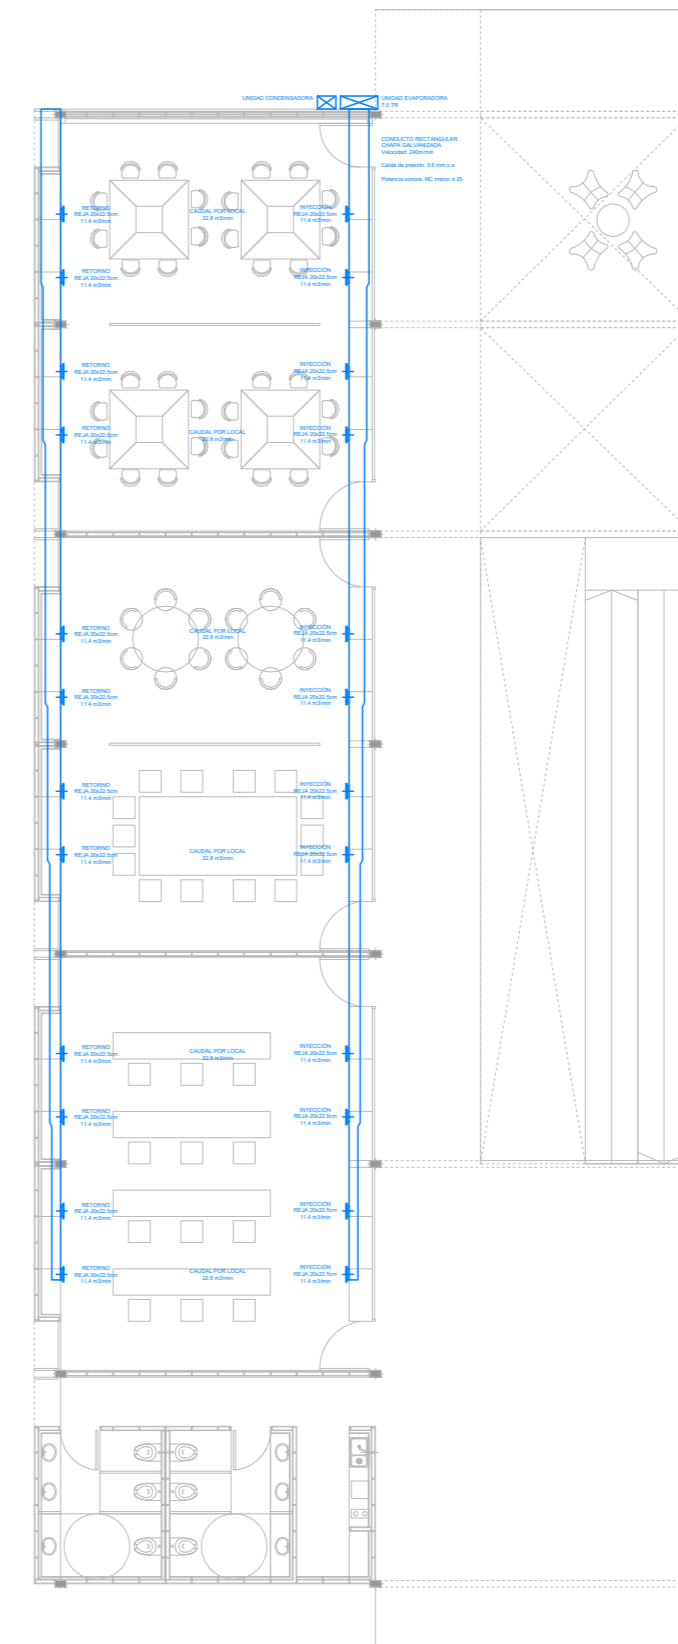 UNIDAD CONDENSADORA
UNIDAD EVAPORADORA
7.5 TR
CONDUCTO RECTANGULAR
CHAPA GALVANIZADA
Velocidad: 240m/min
Caída de presión: 0.6 mm.c.a
Potencia sonora: NC menor a 25
RETORNO
REJA 20x22.5cm
11.4 m3/min
CAUDAL POR LOCAL
22.8 m3/min
INYECCIÓN
REJA 20x22.5cm
11.4 m3/min
RETORNO
REJA 20x22.5cm
11.4 m3/min
INYECCIÓN
REJA 20x22.5cm
11.4 m3/min
RETORNO
REJA 20x22.5cm
11.4 m3/min
INYECCIÓN
REJA 20x22.5cm
11.4 m3/min
RETORNO
REJA 20x22.5cm
11.4 m3/min
CAUDAL POR LOCAL
22.8 m3/min
INYECCIÓN
REJA 20x22.5cm
11.4 m3/min
RETORNO
REJA 20x22.5cm
11.4 m3/min
CAUDAL POR LOCAL
22.8 m3/min
INYECCIÓN
REJA 20x22.5cm
11.4 m3/min
RETORNO
REJA 20x22.5cm
11.4 m3/min
INYECCIÓN
REJA 20x22.5cm
11.4 m3/min
RETORNO
REJA 20x22.5cm
11.4 m3/min
INYECCIÓN
REJA 20x22.5cm
11.4 m3/min
RETORNO
REJA 20x22.5cm
11.4 m3/min
CAUDAL POR LOCAL
22.8 m3/min
INYECCIÓN
REJA 20x22.5cm
11.4 m3/min
RETORNO
REJA 20x22.5cm
11.4 m3/min
CAUDAL POR LOCAL
22.8 m3/min
INYECCIÓN
REJA 20x22.5cm
11.4 m3/min
RETORNO
REJA 20x22.5cm
11.4 m3/min
INYECCIÓN
REJA 20x22.5cm
11.4 m3/min
RETORNO
REJA 20x22.5cm
11.4 m3/min
INYECCIÓN
REJA 20x22.5cm
11.4 m3/min
RETORNO
REJA 20x22.5cm
11.4 m3/min
CAUDAL POR LOCAL
22.8 m3/min
INYECCIÓN
REJA 20x22.5cm
11.4 m3/min